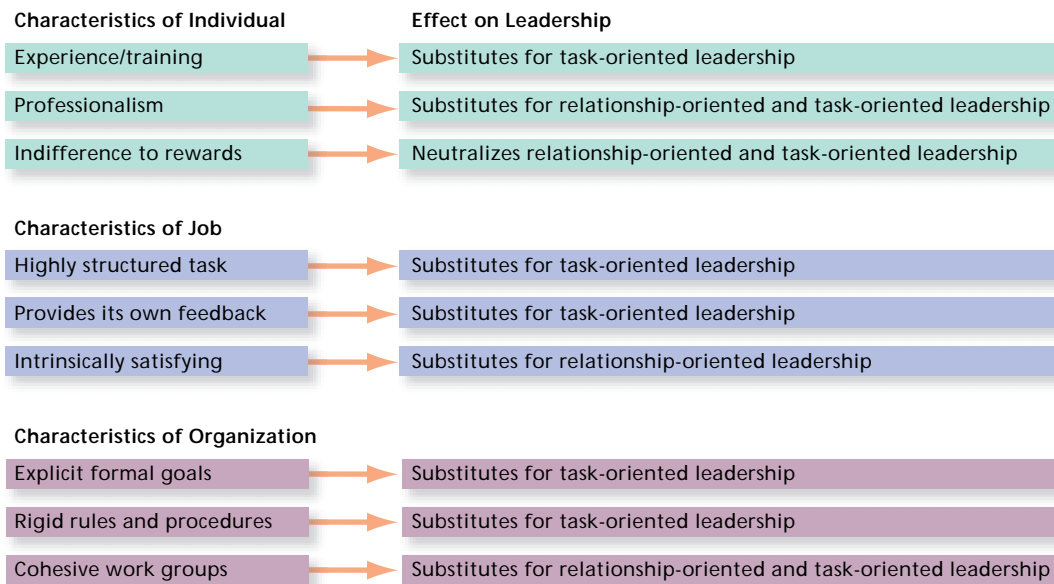 Characteristics of Individual Effect on Leadership
Experience/training Substitutes for task-oriented leadership
Professionalism Substitutes for relationship-oriented and task-oriented leadership
Indifference to rewards Neutralizes relationship-oriented and task-oriented leadership
Characteristics of Job
Highly structured task Substitutes for task-oriented leadership
Provides its own feedback Substitutes for task-oriented leadership
Intrinsically satisfying Substitutes for relationship-oriented leadership
Characteristics of Organization
Explicit formal goals Substitutes for task-oriented leadership
Rigid rules and procedures Substitutes for task-oriented leadership
Cohesive work groups Substitutes for relationship-oriented and task-oriented leadership